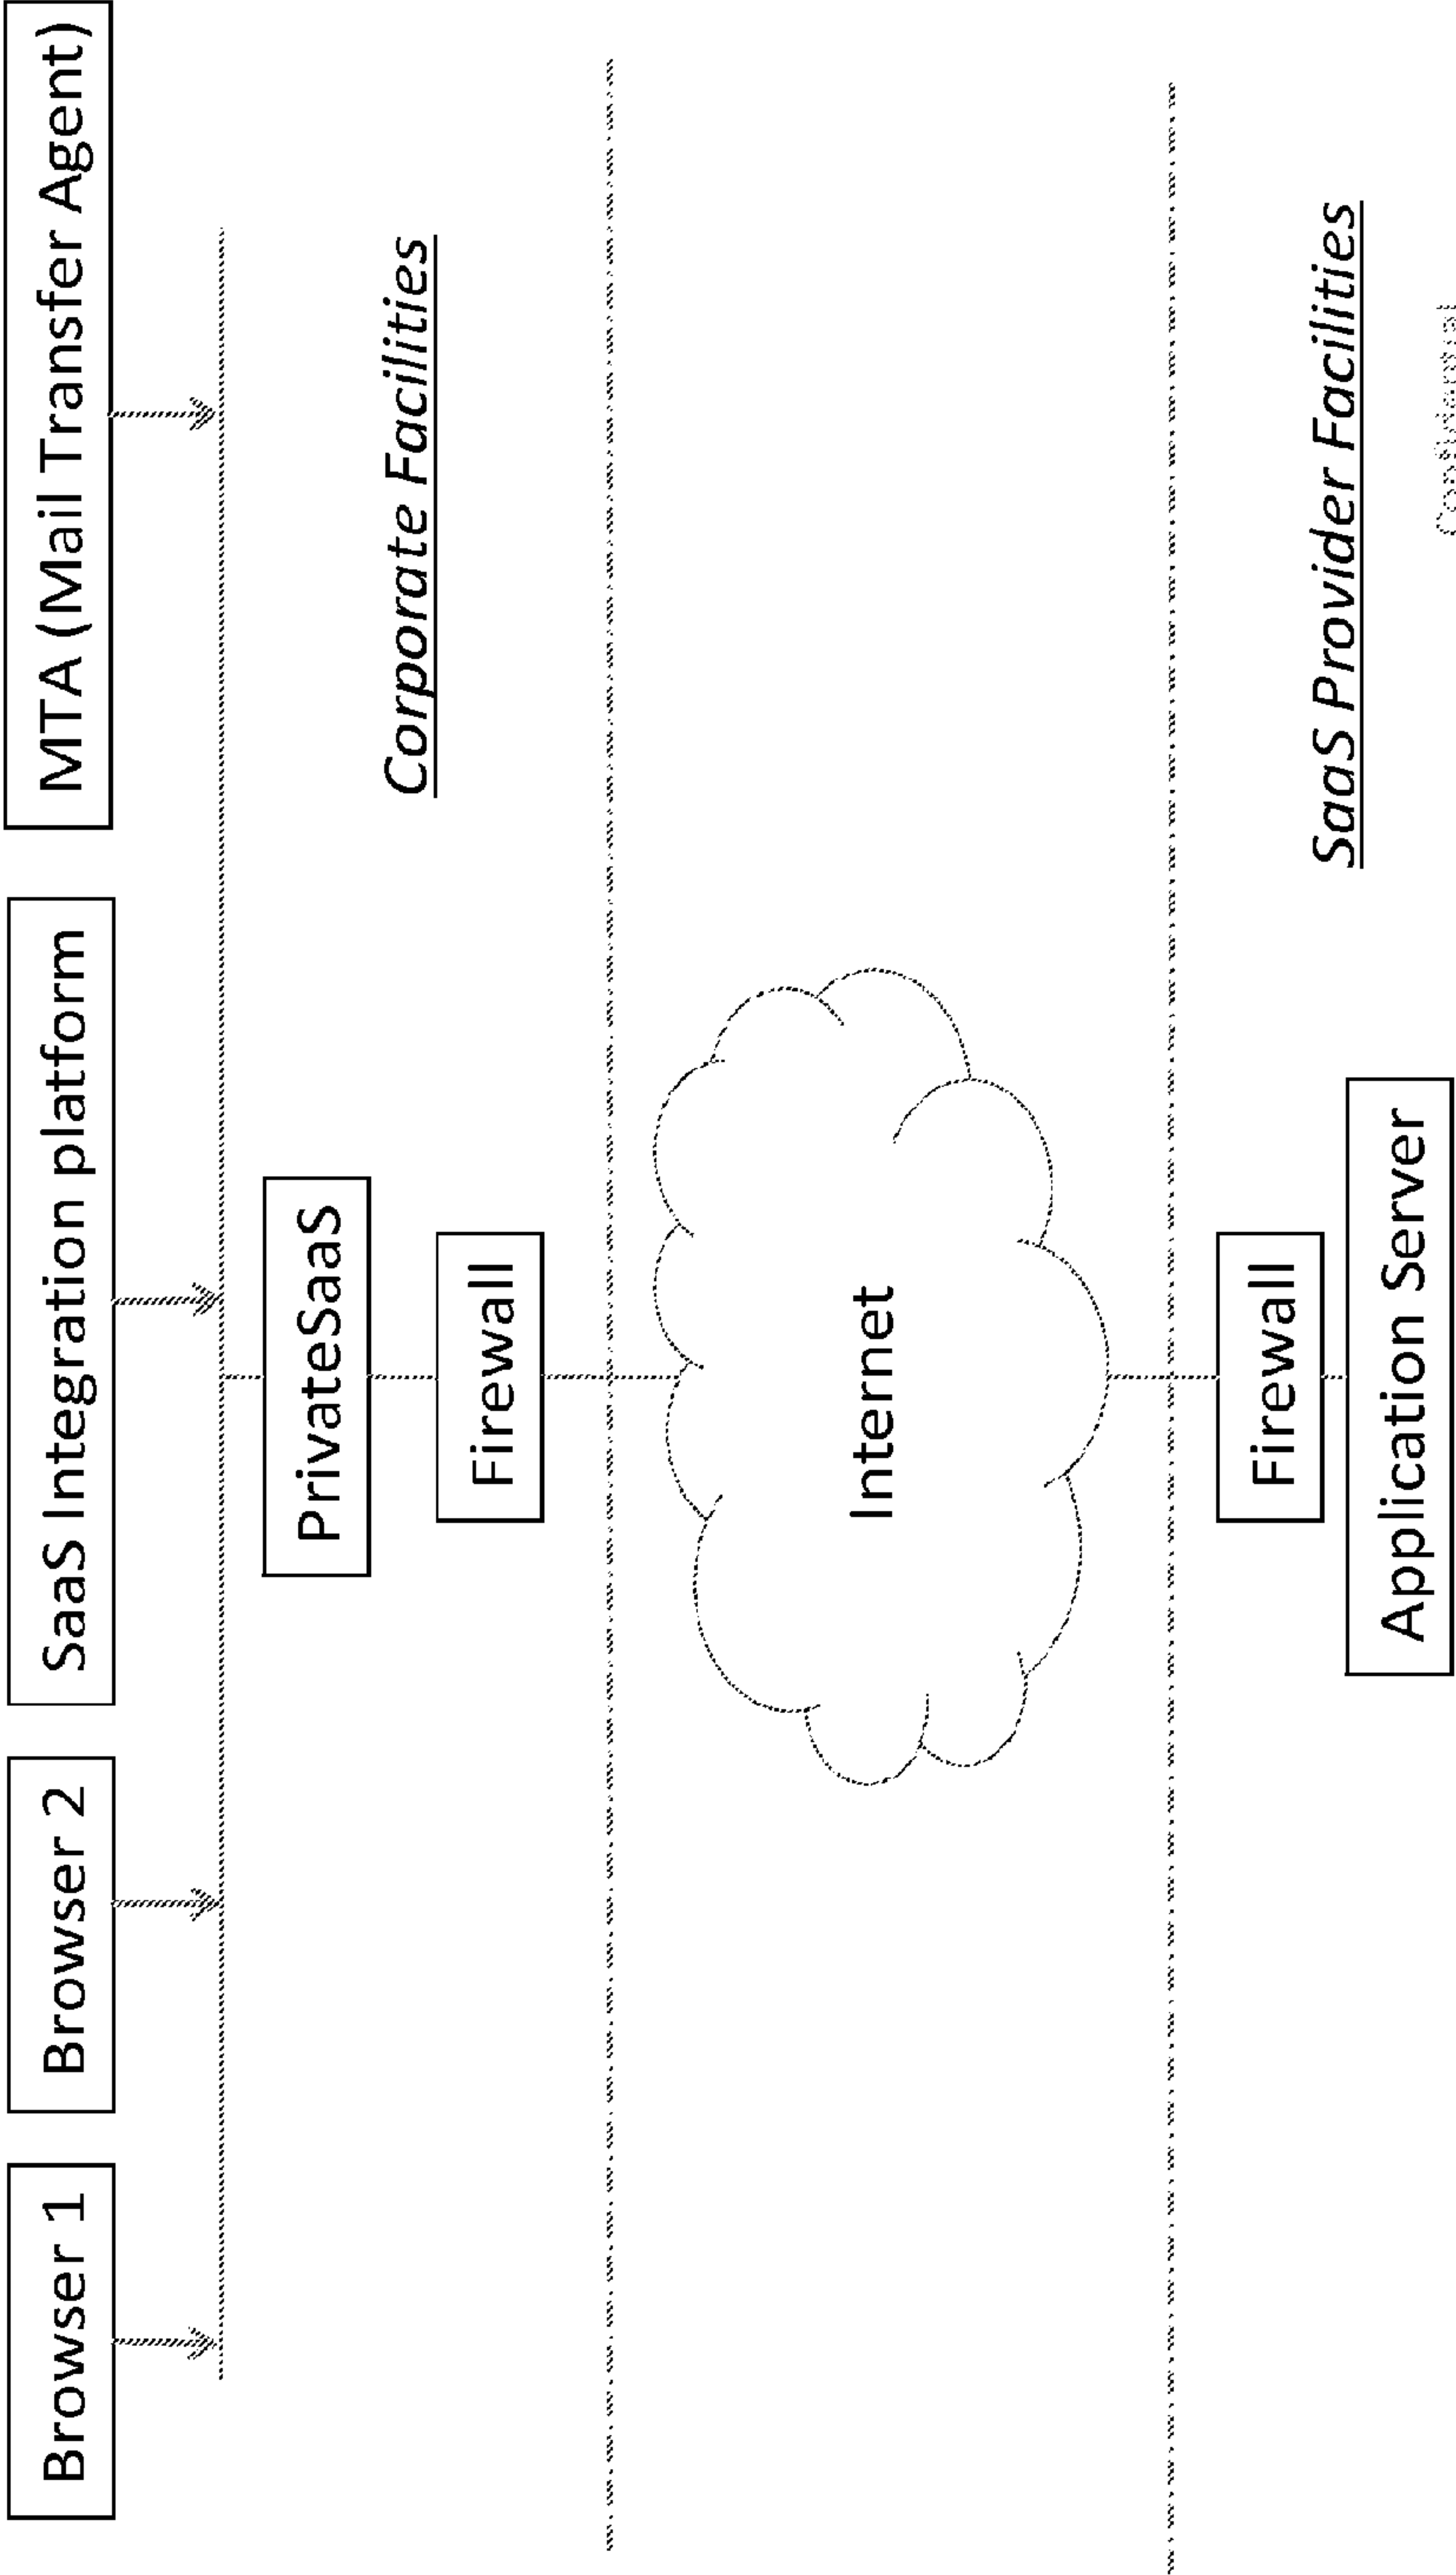 Browser 1
Browser 2
SaaS Integration platform
MTA (Mail Transfer Agent)
PrivateSaaS
Corporate Facilities
Firewall
Internet
Firewall
SaaS Provider Facilities
Application Server
Confidential